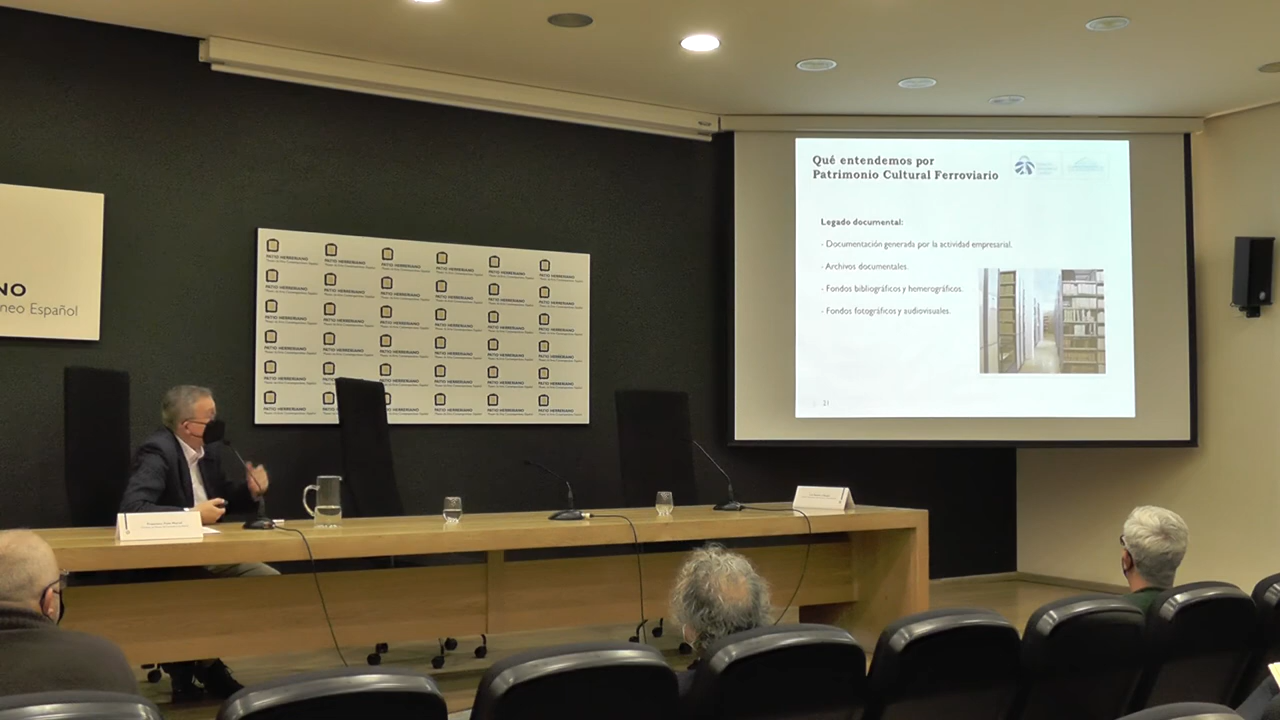 Qué entendemos por
Patrimonio Cultural Ferroviario
Legado documental:
- Documentación generada por la actividad empresarial.
- Archivos documentales.
- Fondos bibliográficos y hemerográficos.
- Fondos fotográficos y audiovisuales.
21
NO
neo Español
PATIO HERRERIANO